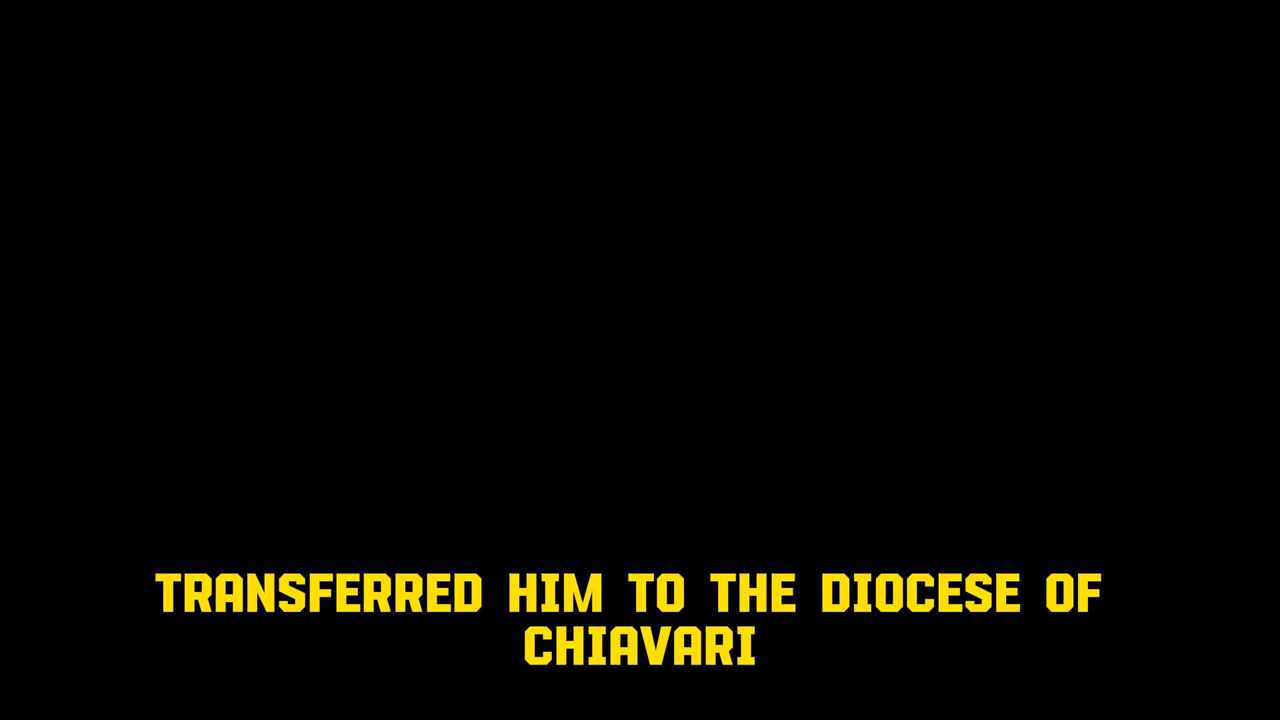 TRANSFERRED HIM TO THE DIOCESE OF
CHIAVARI